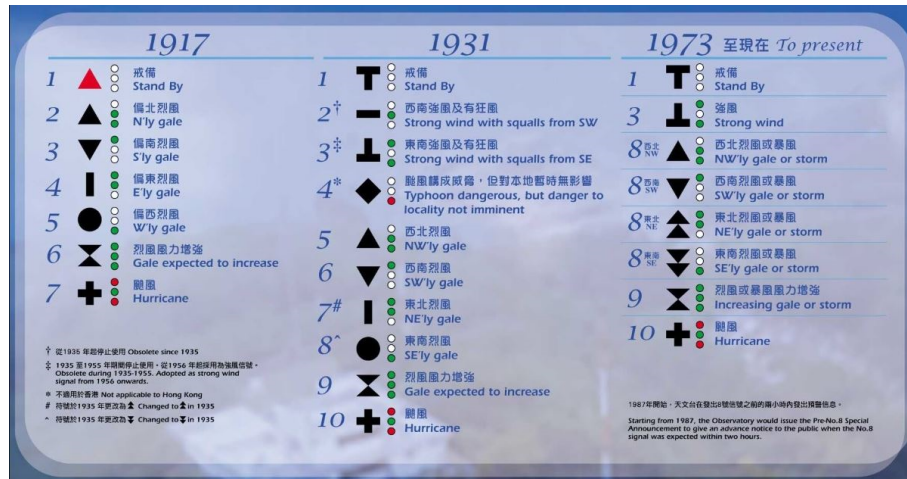 1917
1 戒備
Stand By
2 偏北烈風
N'ly gale
3 偏南烈風
S'ly gale
4 偏東烈風
E'ly gale
5 偏西烈風
W'ly gale
6 烈風風力增強
Gale expected to increase
7 颶風
Hurricane
† 從1935 年起停止使用 Obsolete since 1935
‡ 1935 至1955 年期間停止使用。從1956 年起採用為強風信號。
Obsolete during 1935-1955. Adopted as strong wind
signal from 1956 onwards.
* 不適用於香港 Not applicable to Hong Kong
# 符號於1935 年更改為 Changed to in 1935
^ 符號於1935 年更改為 Changed to in 1935
1931
1 戒備
Stand By
2† 西南強風及有狂風
Strong wind with squalls from SW
3‡ 東南強風及有狂風
Strong wind with squalls from SE
4* 颱風構成威脅，但對本地暫時無影響
Typhoon dangerous, but danger to
locality not imminent
5 西北烈風
NW'ly gale
6 西南烈風
SW'ly gale
7# 東北烈風
NE'ly gale
8^ 東南烈風
SE'ly gale
9 烈風風力增強
Gale expected to increase
10 颶風
Hurricane
1973 至現在 To present
1 戒備
Stand By
3 強風
Strong wind
8 西北 NW 西北烈風或暴風
NW'ly gale or storm
8 西南 SW 西南烈風或暴風
SW'ly gale or storm
8 東北 NE 東北烈風或暴風
NE'ly gale or storm
8 東南 SE 東南烈風或暴風
SE'ly gale or storm
9 烈風或暴風風力增強
Increasing gale or storm
10 颶風
Hurricane
1987年開始，天文台在發出8號信號之前的兩小時內發出預警信息。
Starting from 1987, the Observatory would issue the Pre-No.8 Special
Announcement to give an advance notice to the public when the No.8
signal was expected within two hours.